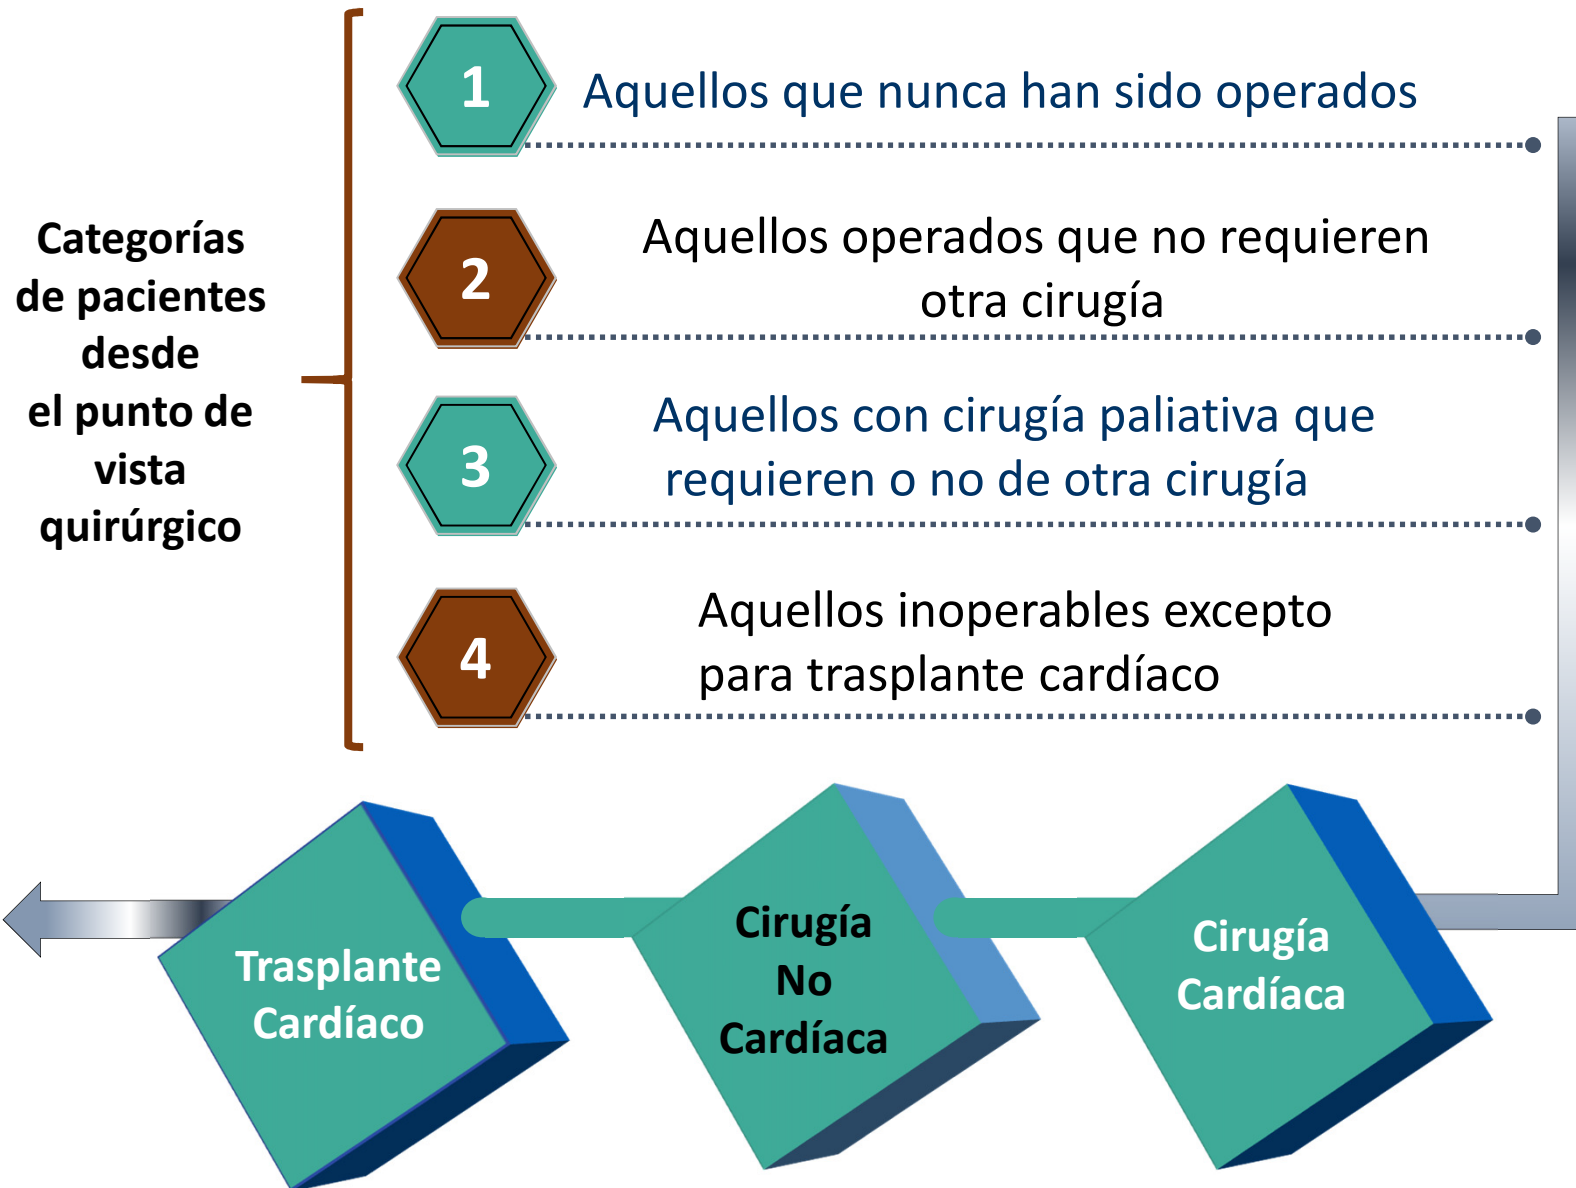 Categorías
de pacientes
desde
el punto de
vista
quirúrgico
1
Aquellos que nunca han sido operados
2
Aquellos operados que no requieren
otra cirugía
3
Aquellos con cirugía paliativa que
requieren o no de otra cirugía
4
Aquellos inoperables excepto
para trasplante cardíaco
Trasplante
Cardíaco
Cirugía
No
Cardíaca
Cirugía
Cardíaca